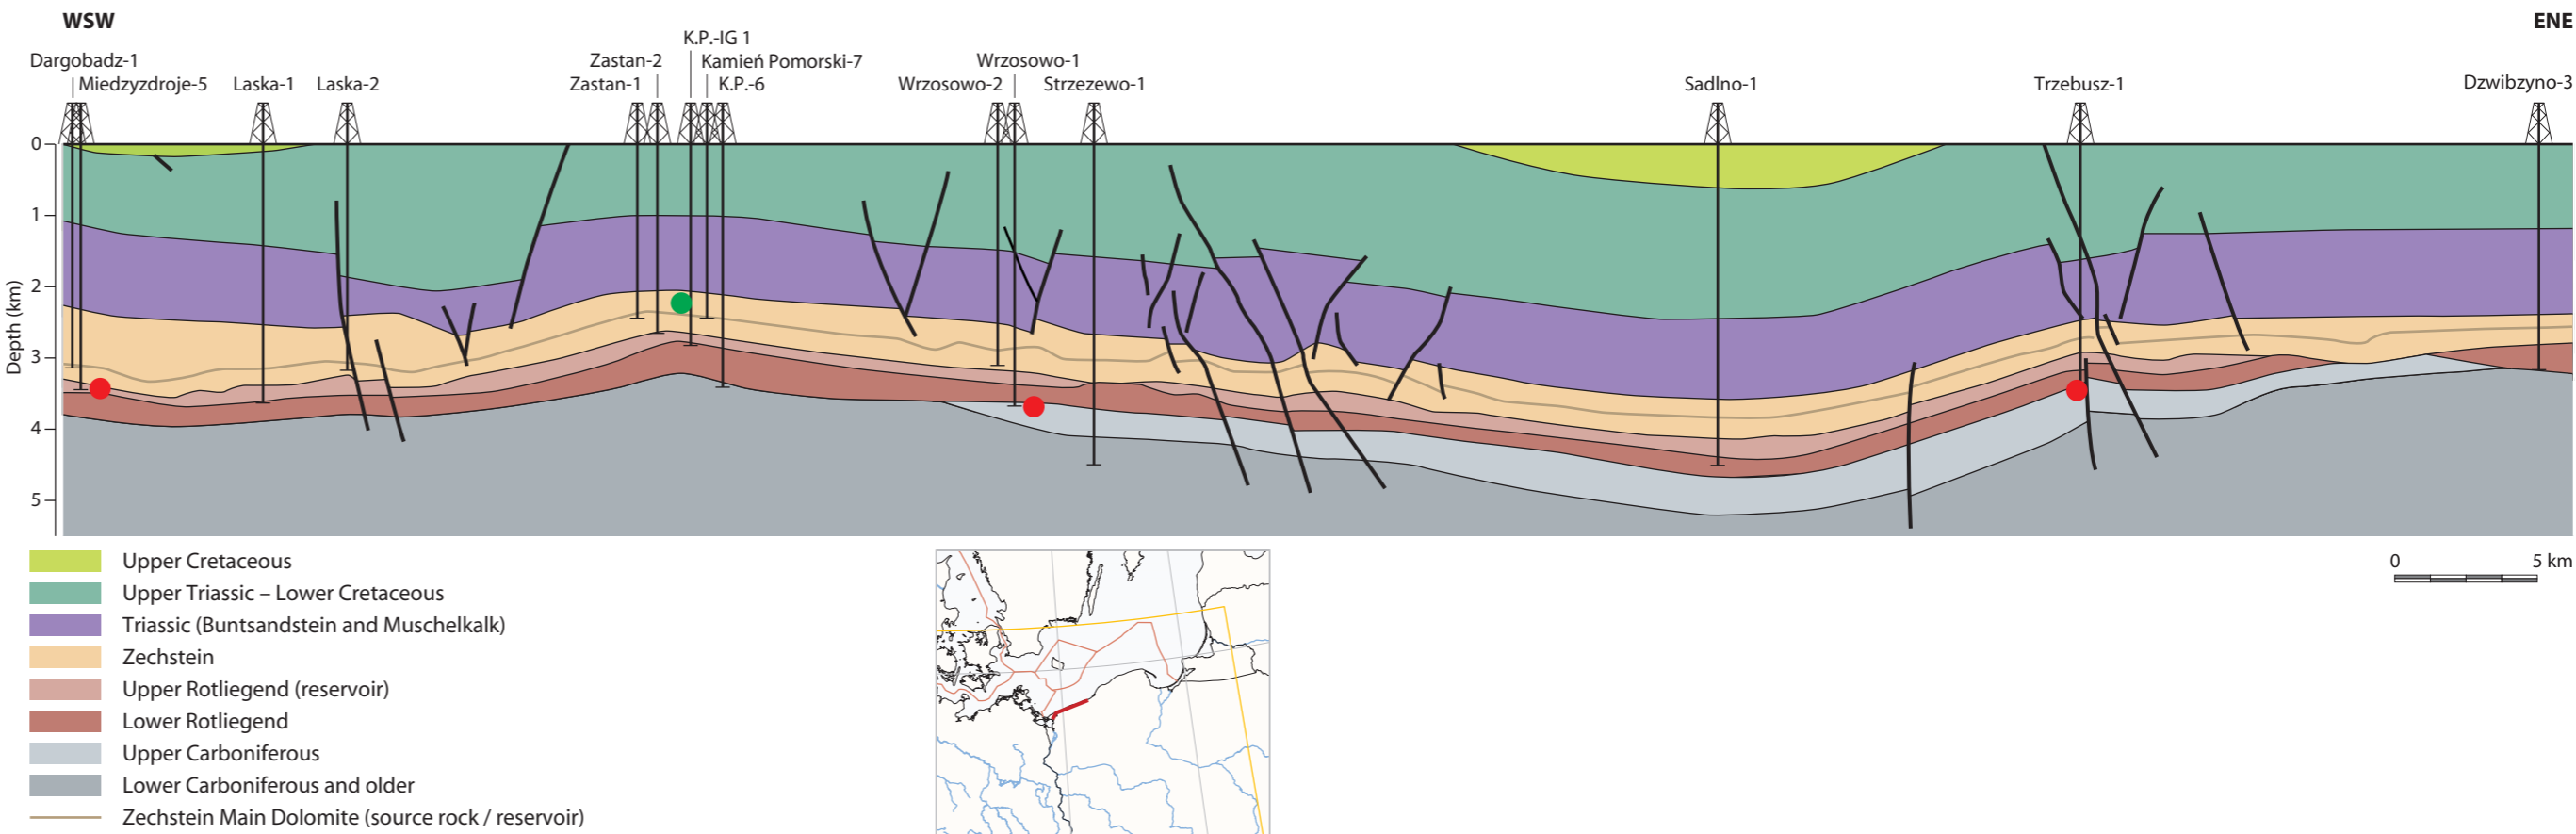 WSW
ENE
K.P.-IG 1
Dargobadz-1
Zastan-2
Kamień Pomorski-7
Wrzosowo-1
Miedzyzdroje-5
Laska-1
Laska-2
Zastan-1
K.P.-6
Wrzosowo-2
Strzezewo-1
Sadlno-1
Trzebusz-1
Dzwibzyno-3
0
1
2
3
4
5
Depth (km)
Upper Cretaceous
Upper Triassic – Lower Cretaceous
Triassic (Buntsandstein and Muschelkalk)
Zechstein
Upper Rotliegend (reservoir)
Lower Rotliegend
Upper Carboniferous
Lower Carboniferous and older
Zechstein Main Dolomite (source rock / reservoir)
0
5 km